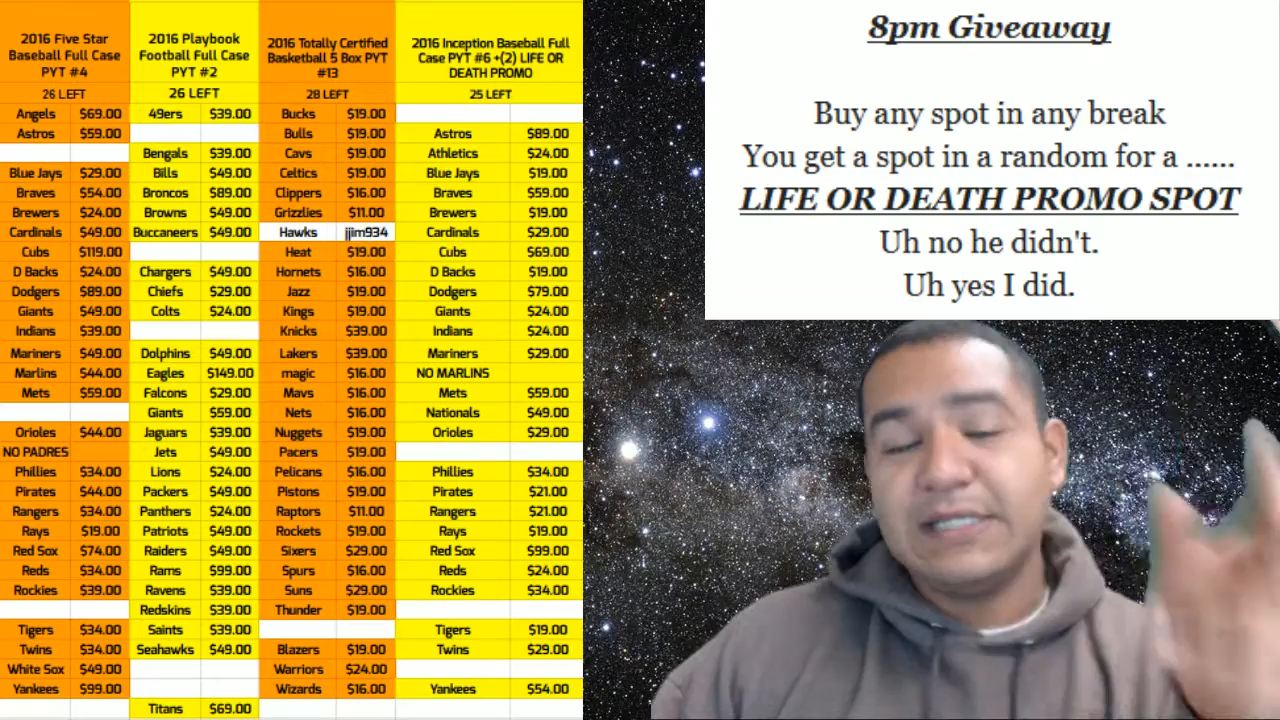 2016 Five Star
Baseball Full Case
PYT #4
26 LEFT
Angels $69.00
Astros $59.00
Blue Jays $29.00
Braves $54.00
Brewers $24.00
Cardinals $49.00
Cubs $119.00
D Backs $24.00
Dodgers $89.00
Giants $49.00
Indians $39.00
Mariners $49.00
Marlins $44.00
Mets $59.00
Orioles $44.00
NO PADRES
Phillies $34.00
Pirates $44.00
Rangers $34.00
Rays $19.00
Red Sox $74.00
Reds $34.00
Rockies $39.00
Tigers $34.00
Twins $34.00
White Sox $49.00
Yankees $99.00
2016 Playbook
Football Full Case
PYT #2
26 LEFT
49ers $39.00
Bengals $39.00
Bills $49.00
Broncos $89.00
Browns $49.00
Buccaneers $49.00
Chargers $49.00
Chiefs $29.00
Colts $24.00
Dolphins $49.00
Eagles $149.00
Falcons $29.00
Giants $59.00
Jaguars $39.00
Jets $49.00
Lions $24.00
Packers $49.00
Panthers $24.00
Patriots $49.00
Raiders $49.00
Rams $99.00
Ravens $39.00
Redskins $39.00
Saints $39.00
Seahawks $49.00
Titans $69.00
2016 Totally Certified
Basketball 5 Box PYT
#13
28 LEFT
Bucks $19.00
Bulls $19.00
Cavs $19.00
Celtics $19.00
Clippers $16.00
Grizzlies $11.00
Hawks jjim934
Heat $19.00
Hornets $16.00
Jazz $19.00
Kings $19.00
Knicks $39.00
Lakers $39.00
magic $16.00
Mavs $16.00
Nets $16.00
Nuggets $19.00
Pacers $19.00
Pelicans $16.00
Pistons $19.00
Raptors $11.00
Rockets $19.00
Sixers $29.00
Spurs $16.00
Suns $29.00
Thunder $19.00
Blazers $19.00
Warriors $24.00
Wizards $16.00
2016 Inception Baseball Full
Case PYT #6 +(2) LIFE OR
DEATH PROMO
25 LEFT
Astros $89.00
Athletics $24.00
Blue Jays $19.00
Braves $59.00
Brewers $19.00
Cardinals $29.00
Cubs $69.00
D Backs $19.00
Dodgers $79.00
Giants $24.00
Indians $24.00
Mariners $29.00
NO MARLINS
Mets $59.00
Nationals $49.00
Orioles $29.00
Phillies $34.00
Pirates $21.00
Rangers $21.00
Rays $19.00
Red Sox $99.00
Reds $24.00
Rockies $34.00
Tigers $19.00
Twins $29.00
Yankees $54.00
8pm Giveaway
Buy any spot in any break
You get a spot in a random for a ......
LIFE OR DEATH PROMO SPOT
Uh no he didn't.
Uh yes I did.